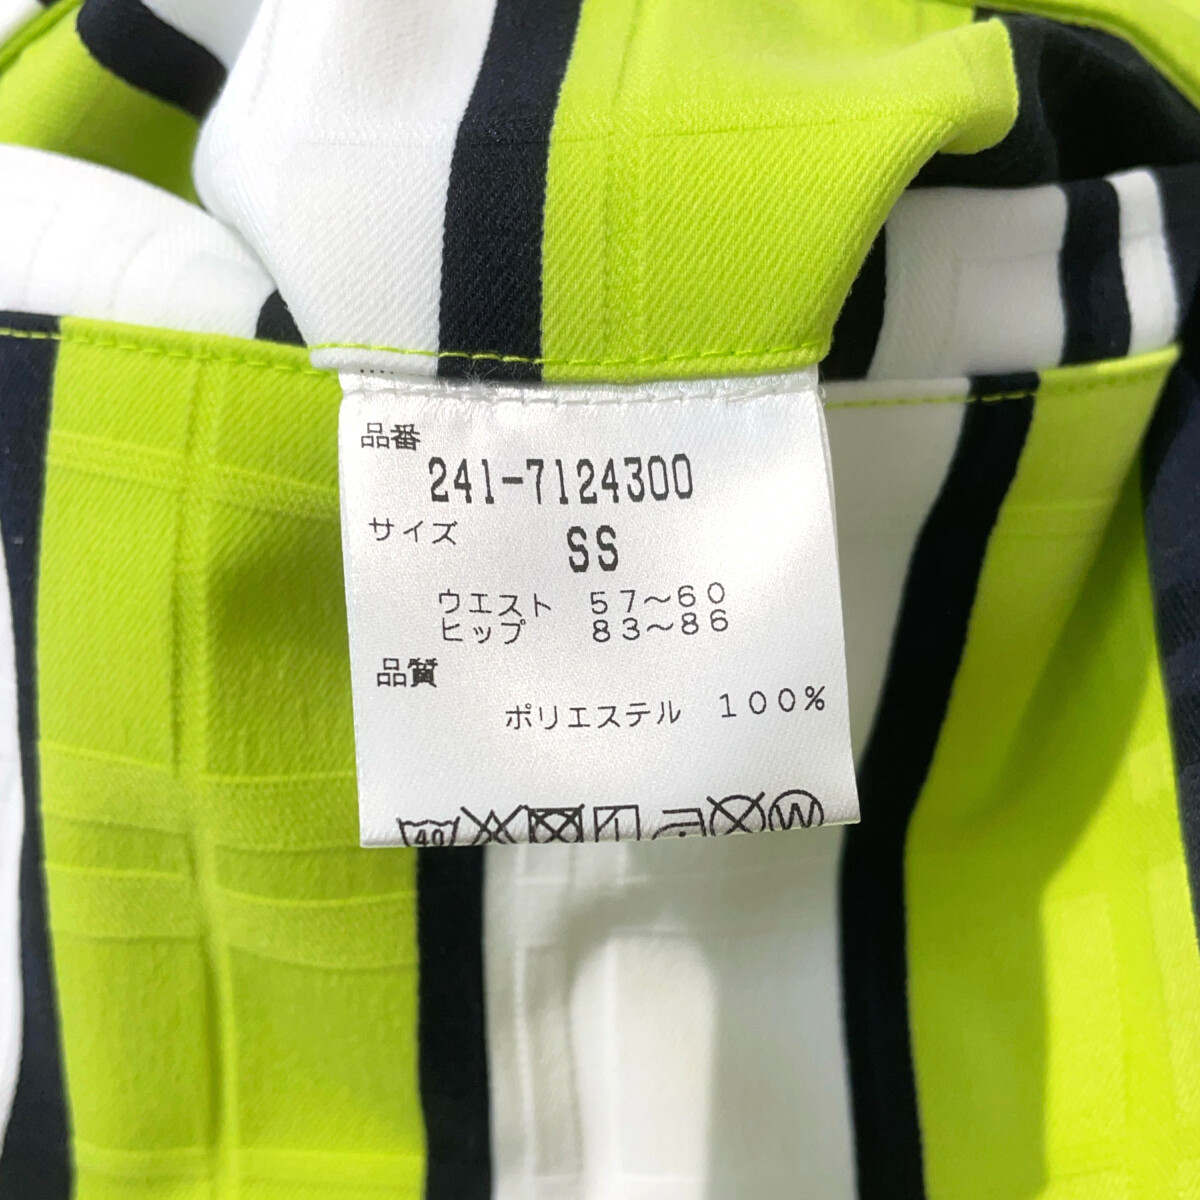 品番
241-7124300
サイズ
SS
ウエスト 57～60
ヒップ 83～86
品質
ポリエステル 100%
40 W